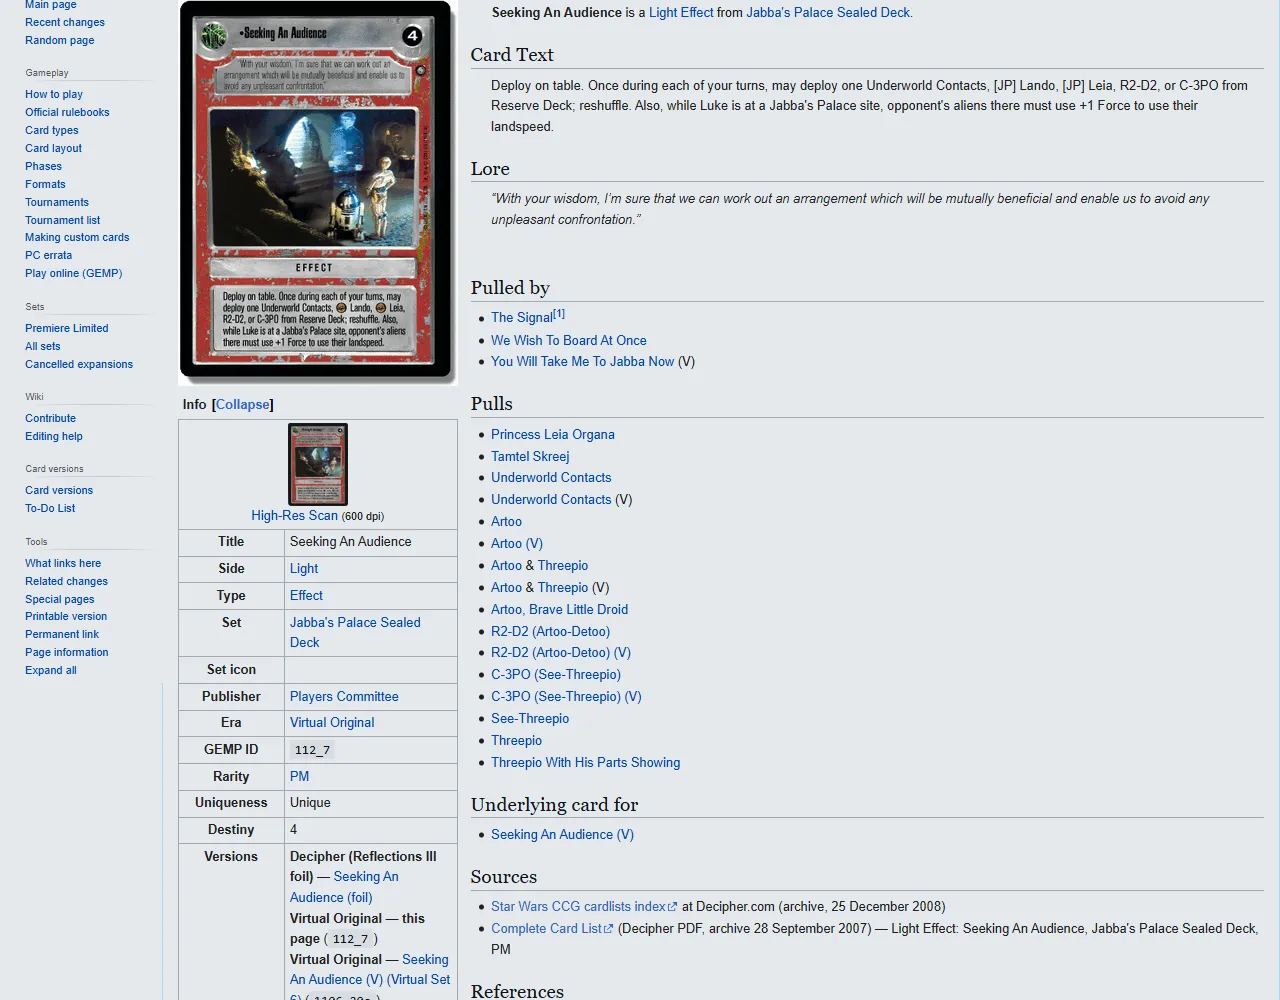 Main page
Recent changes
Random page
Gameplay
How to play
Official rulebooks
Card types
Card layout
Phases
Formats
Tournaments
Tournament list
Making custom cards
PC errata
Play online (GEMP)
Sets
Premiere Limited
All sets
Cancelled expansions
Wiki
Contribute
Editing help
Card versions
Card versions
To-Do List
Tools
What links here
Related changes
Special pages
Printable version
Permanent link
Page information
Expand all
•Seeking An Audience 4
"With your wisdom, I'm sure that we can work out an
arrangement which will be mutually beneficial and enable us to
avoid any unpleasant confrontation."
EFFECT
Deploy on table. Once during each of your turns, may
deploy one Underworld Contacts, Lando, Leia,
R2-D2, or C-3PO from Reserve Deck; reshuffle. Also,
while Luke is at a Jabba's Palace site, opponent's aliens
there must use +1 Force to use their landspeed.
Info [Collapse]
High-Res Scan (600 dpi)
Title Seeking An Audience
Side Light
Type Effect
Set Jabba's Palace Sealed
Deck
Set icon
Publisher Players Committee
Era Virtual Original
GEMP ID 112_7
Rarity PM
Uniqueness Unique
Destiny 4
Versions Decipher (Reflections III
foil) — Seeking An
Audience (foil)
Virtual Original — this
page ( 112_7 )
Virtual Original — Seeking
An Audience (V) (Virtual Set
Seeking An Audience is a Light Effect from Jabba's Palace Sealed Deck.
Card Text
Deploy on table. Once during each of your turns, may deploy one Underworld Contacts, [JP] Lando, [JP] Leia, R2-D2, or C-3PO from
Reserve Deck; reshuffle. Also, while Luke is at a Jabba's Palace site, opponent's aliens there must use +1 Force to use their
landspeed.
Lore
“With your wisdom, I’m sure that we can work out an arrangement which will be mutually beneficial and enable us to avoid any
unpleasant confrontation.”
Pulled by
The Signal[1]
We Wish To Board At Once
You Will Take Me To Jabba Now (V)
Pulls
Princess Leia Organa
Tamtel Skreej
Underworld Contacts
Underworld Contacts (V)
Artoo
Artoo (V)
Artoo & Threepio
Artoo & Threepio (V)
Artoo, Brave Little Droid
R2-D2 (Artoo-Detoo)
R2-D2 (Artoo-Detoo) (V)
C-3PO (See-Threepio)
C-3PO (See-Threepio) (V)
See-Threepio
Threepio
Threepio With His Parts Showing
Underlying card for
Seeking An Audience (V)
Sources
Star Wars CCG cardlists index at Decipher.com (archive, 25 December 2008)
Complete Card List (Decipher PDF, archive 28 September 2007) — Light Effect: Seeking An Audience, Jabba's Palace Sealed Deck,
PM
References